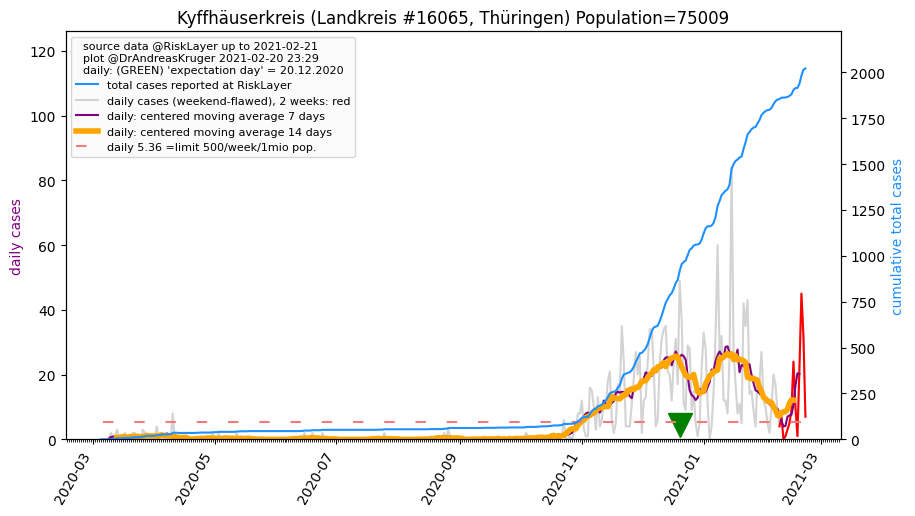 Kyffhäuserkreis (Landkreis #16065, Thüringen) Population=75009
source data @RiskLayer up to 2021-02-21
plot @DrAndreasKruger 2021-02-20 23:29
daily: (GREEN) 'expectation day' = 20.12.2020
total cases reported at RiskLayer
daily cases (weekend-flawed), 2 weeks: red
daily: centered moving average 7 days
daily: centered moving average 14 days
daily 5.36 =limit 500/week/1mio pop.
daily cases
120
100
80
60
40
20
0
cumulative total cases
2000
1750
1500
1250
1000
750
500
250
0
2020-03
2020-05
2020-07
2020-09
2020-11
2021-01
2021-03